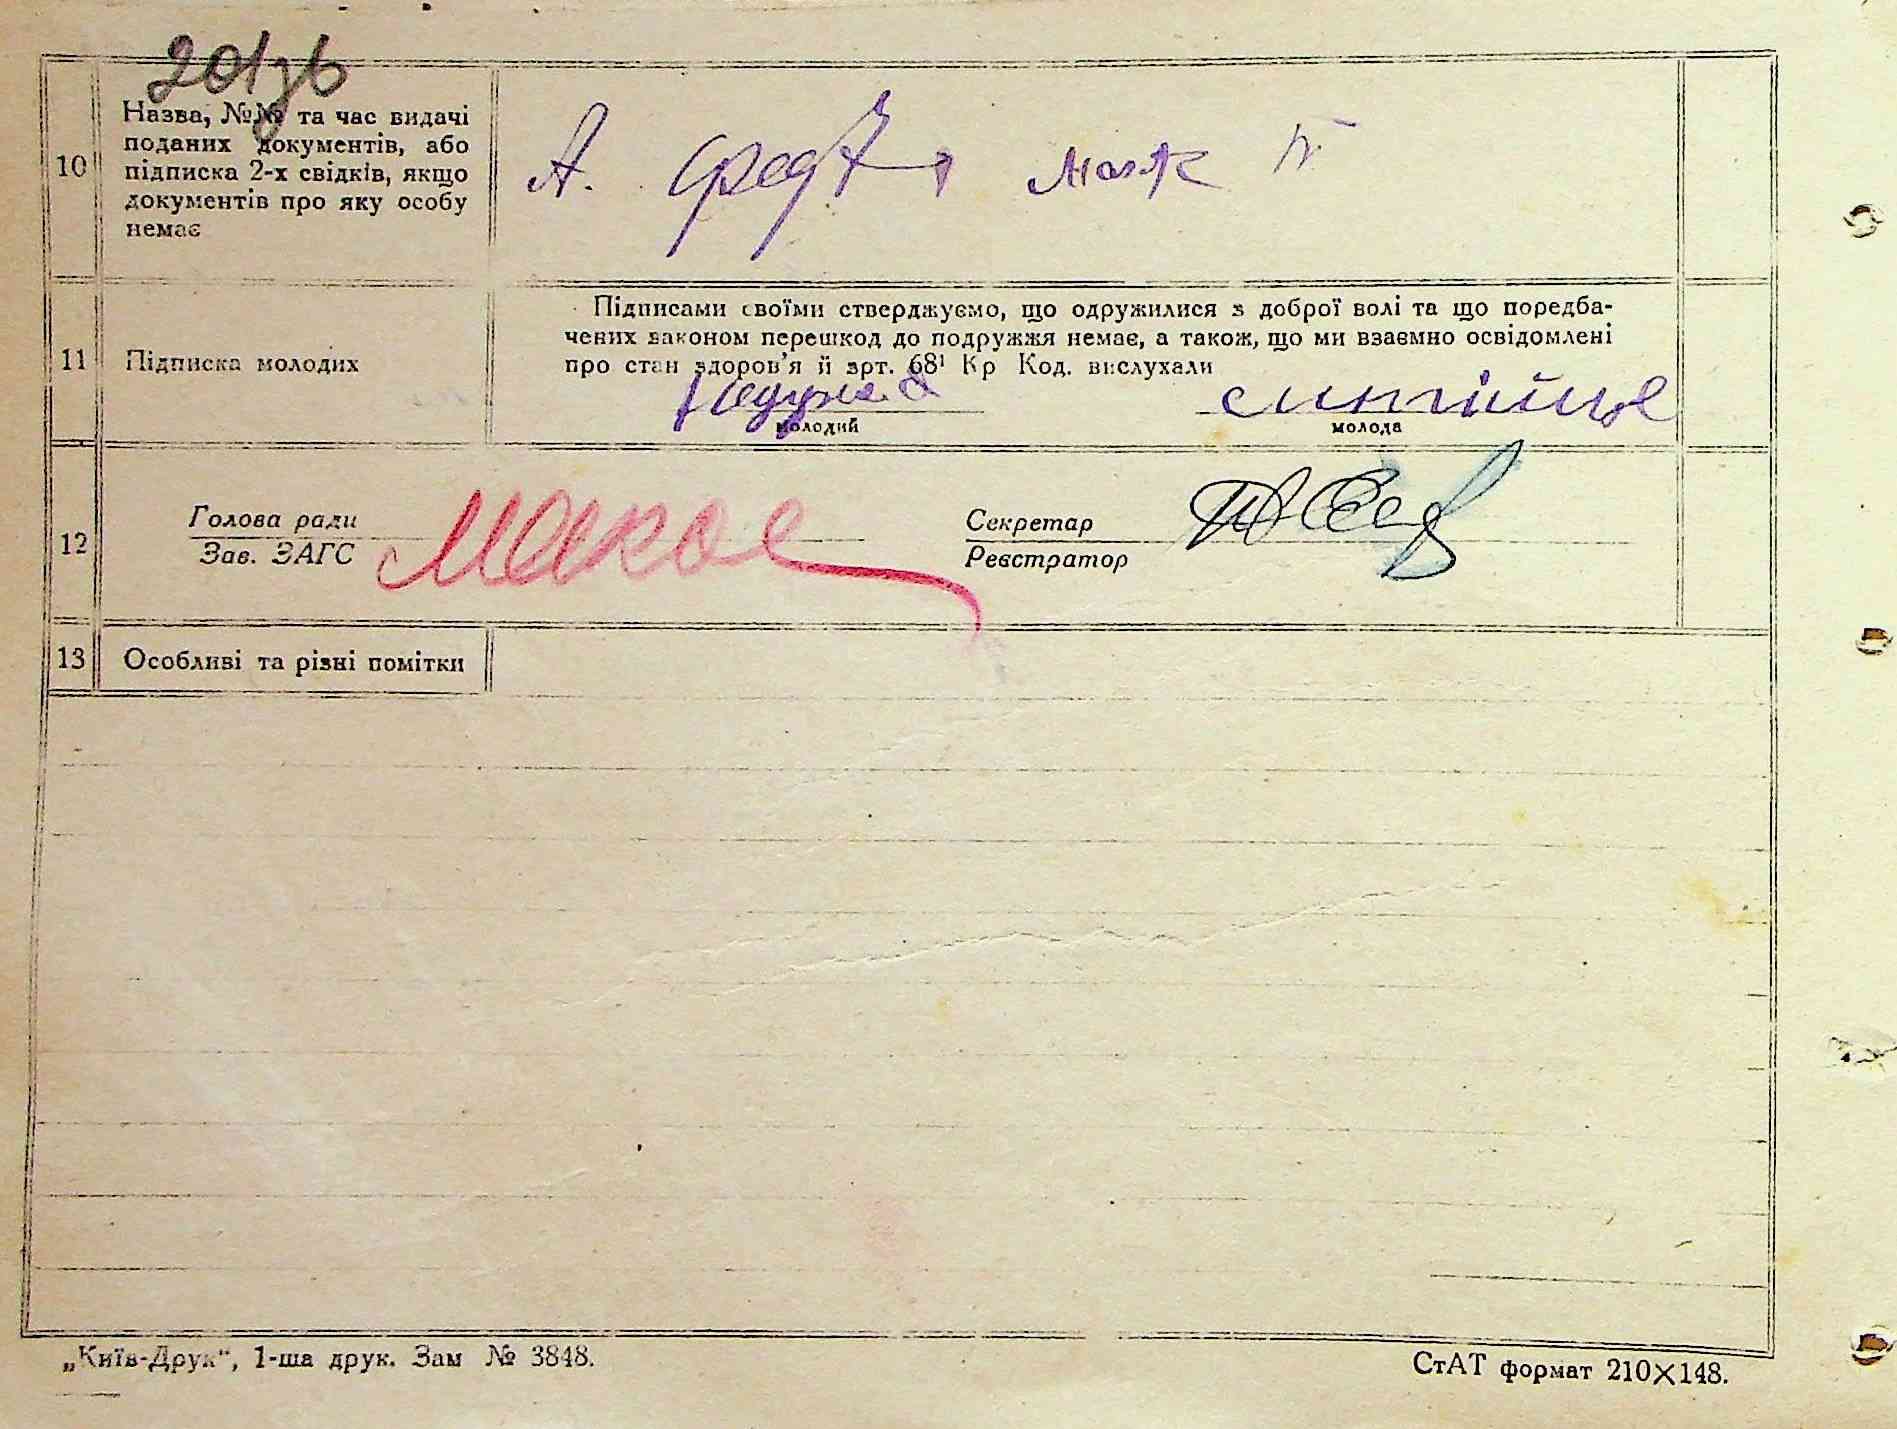 201зв
10
Назва, №№ та час видачі
поданих документів, або
підписка 2-х свідків, якщо
документів про яку особу
немає
А.
11
Підписка молодих
Підписами своїми стверджуємо, що одружилися з доброї волі та що поредба-
чених законом перешкод до подружжя немає, а також, що ми взаємно освідомлені
про стан здоров'я й арт. 68¹ Кр Код. вислухали
молодий
молода
12
Голова ради
Зав. ЗАГС
Секретар
Реєстратор
13
Особливі та різні помітки
„Київ-Друк“, 1-ша друк. Зам № 3848.
СтАТ формат 210×148.